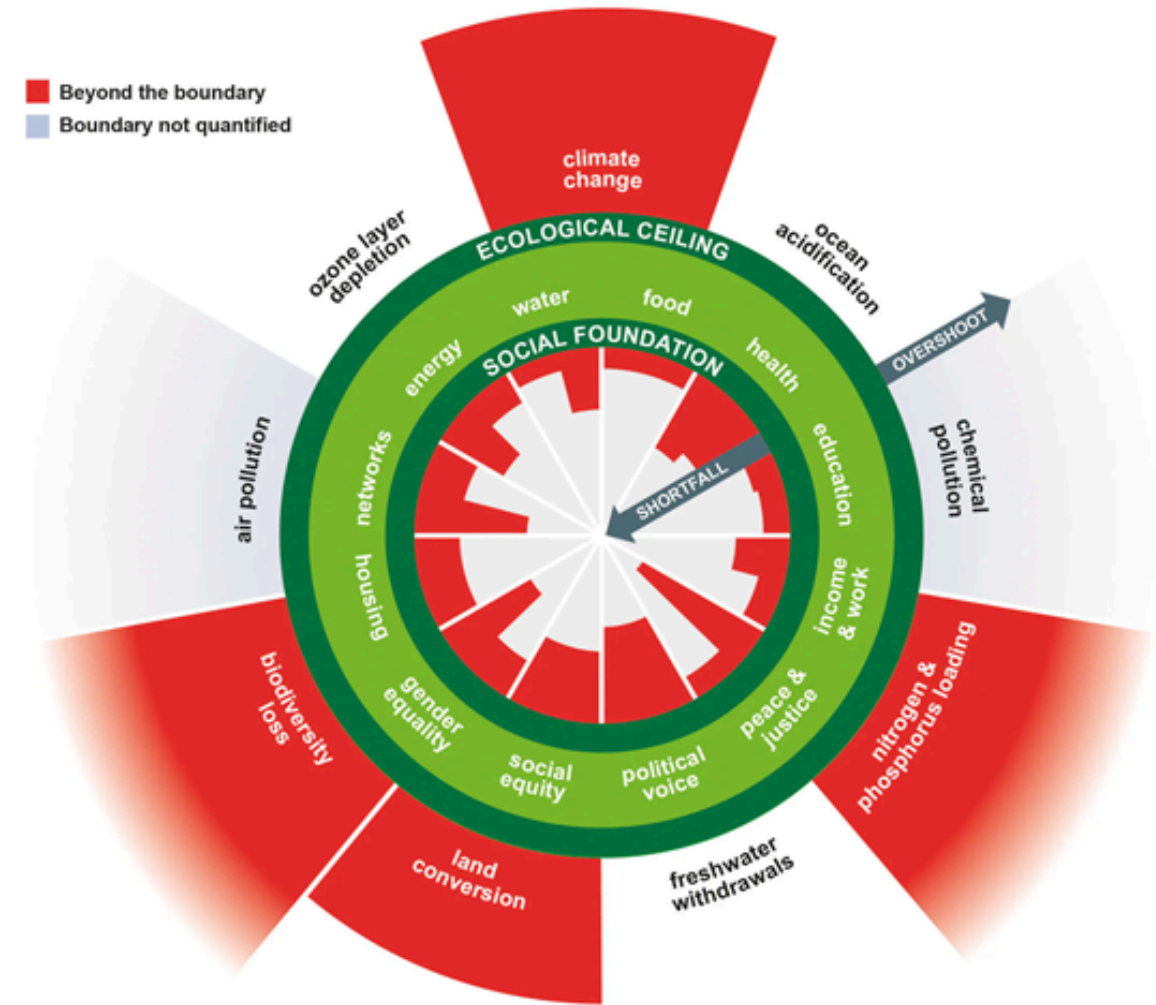 Beyond the boundary
Boundary not quantified
climate
change
ozone layer
depletion
ocean
acidification
ECOLOGICAL CEILING
OVERSHOOT
water
food
energy
health
SOCIAL FOUNDATION
networks
education
SHORTFALL
air pollution
chemical
pollution
housing
income
& work
biodiversity
loss
nitrogen &
phosphorus loading
gender
equality
peace &
justice
social
equity
political
voice
land
conversion
freshwater
withdrawals